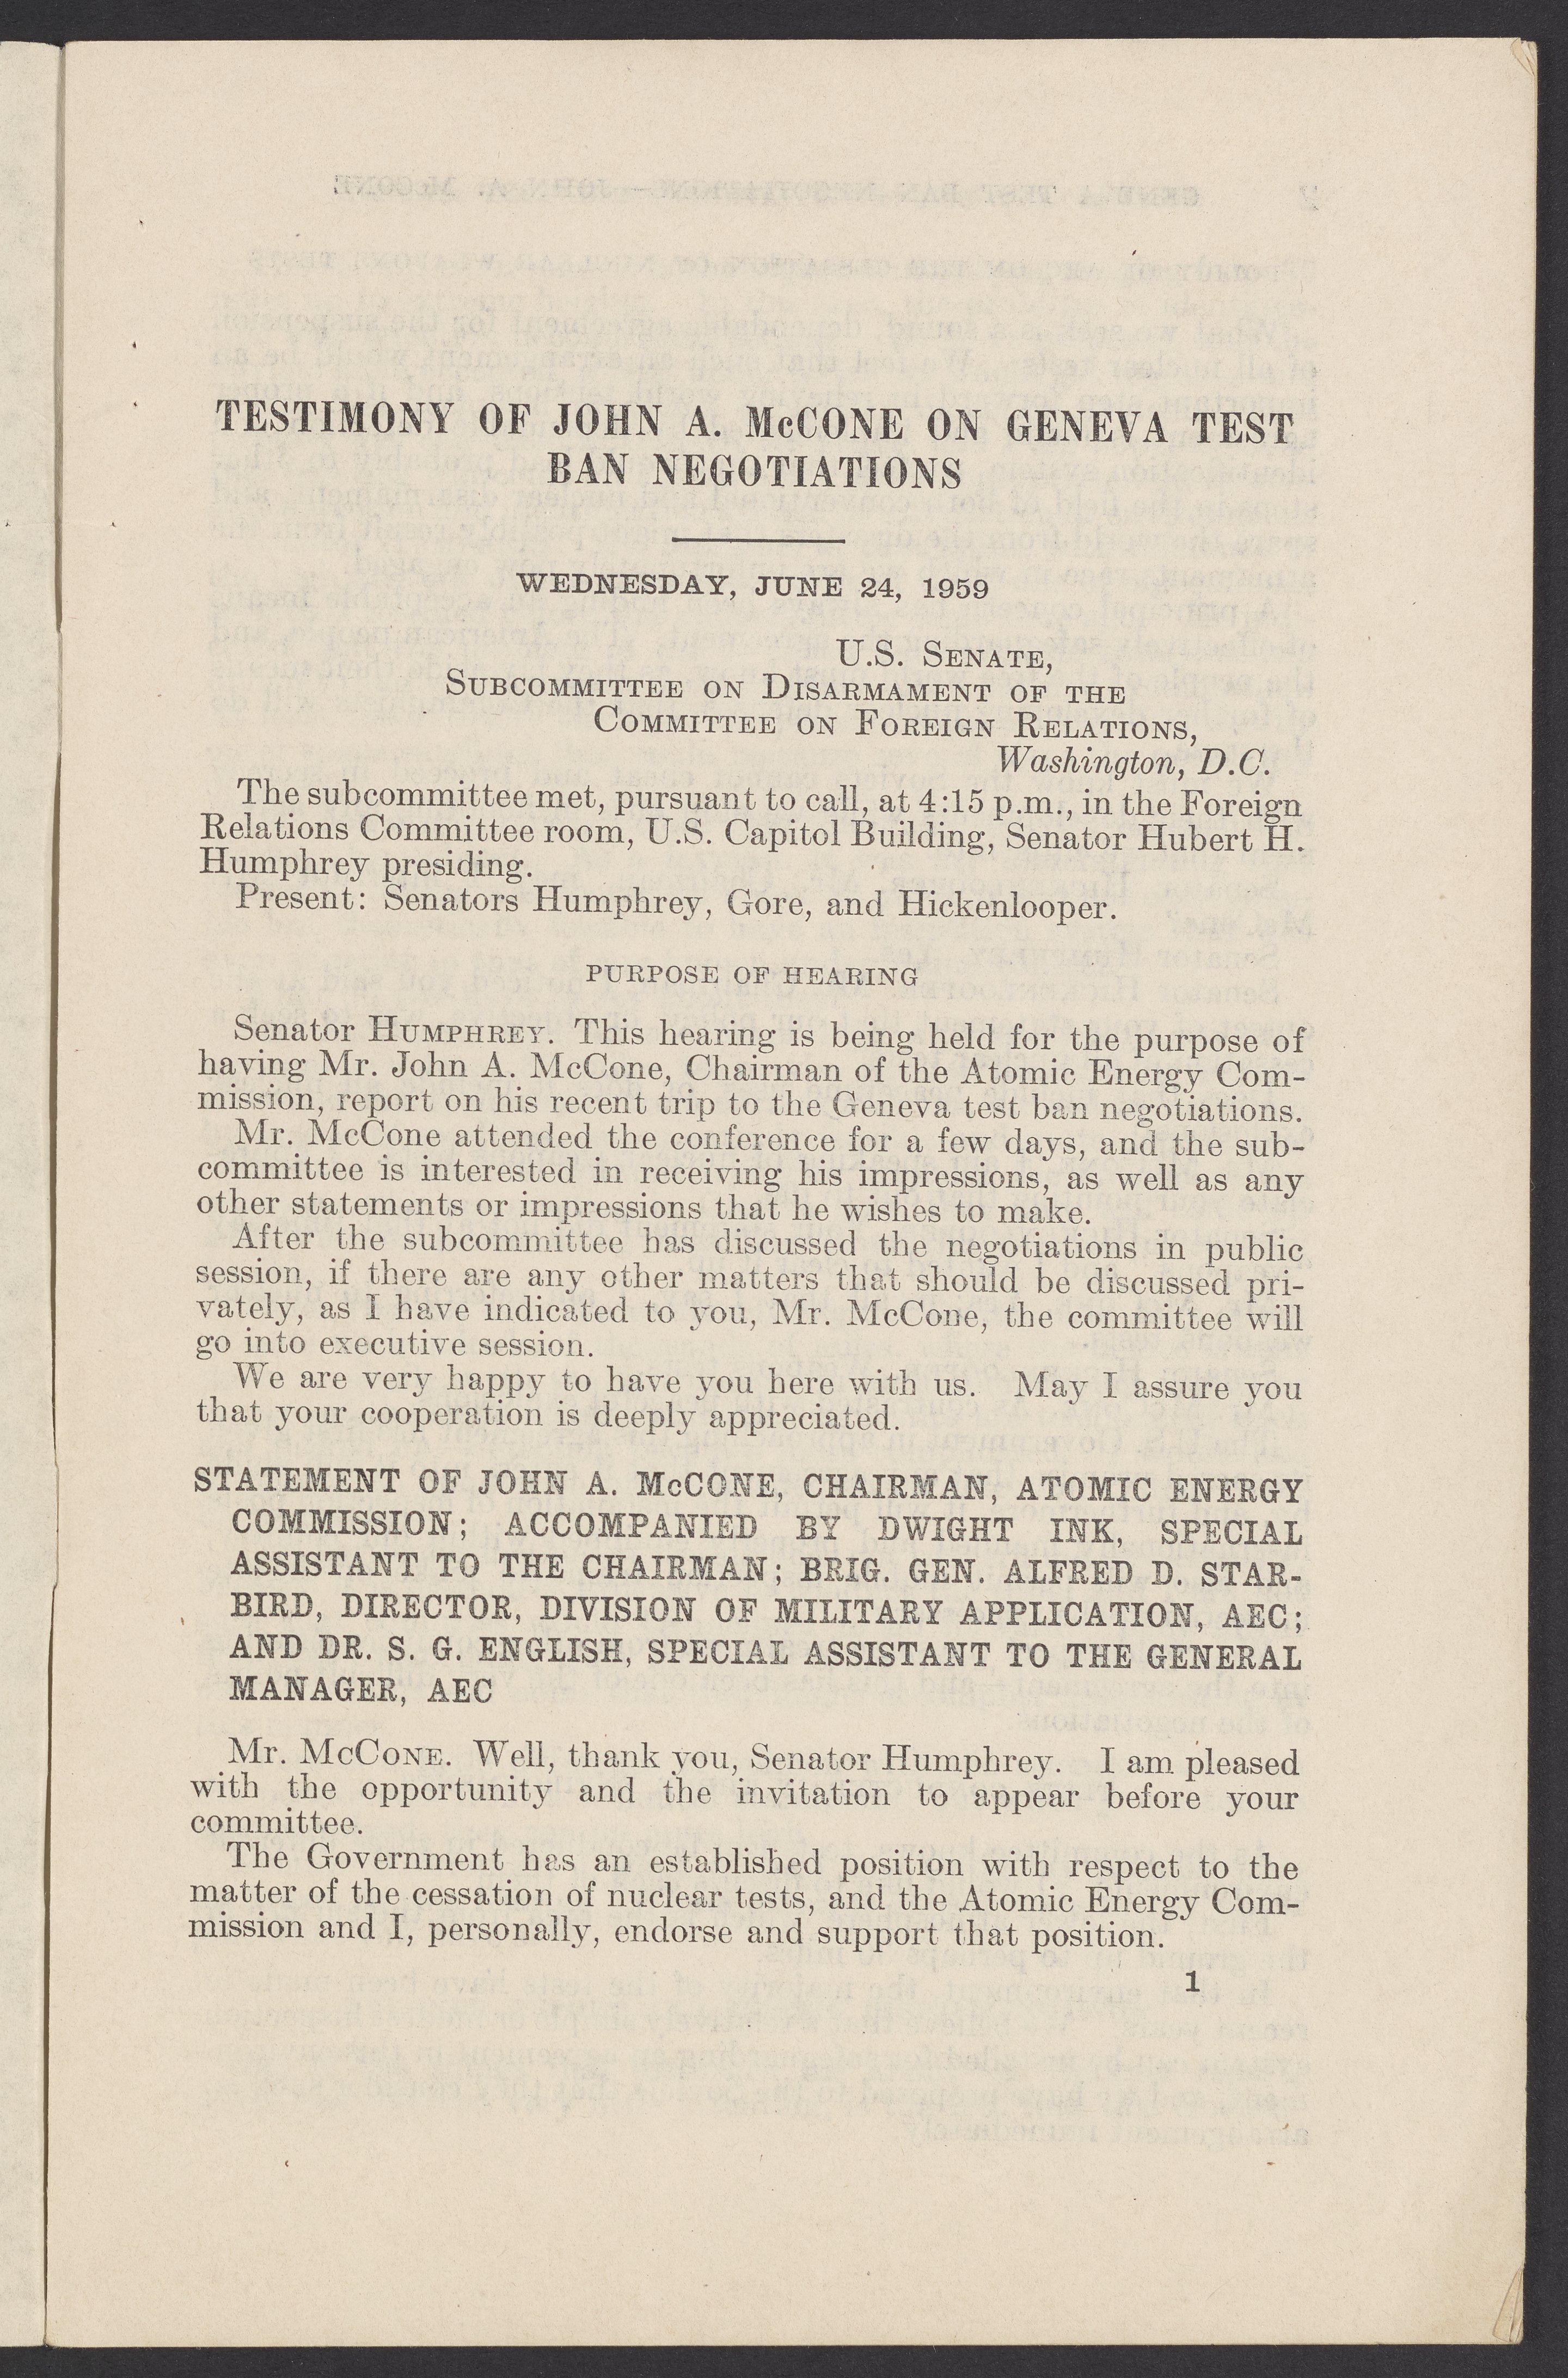 TESTIMONY OF JOHN A. McCONE ON GENEVA TEST
BAN NEGOTIATIONS
WEDNESDAY, JUNE 24, 1959
U.S. SENATE,
SUBCOMMITTEE ON DISARMAMENT OF THE
COMMITTEE ON FOREIGN RELATIONS,
Washington, D.C.
The subcommittee met, pursuant to call, at 4:15 p.m., in the Foreign
Relations Committee room, U.S. Capitol Building, Senator Hubert H.
Humphrey presiding.
Present: Senators Humphrey, Gore, and Hickenlooper.
PURPOSE OF HEARING
Senator HUMPHREY. This hearing is being held for the purpose of
having Mr. John A. McCone, Chairman of the Atomic Energy Com-
mission, report on his recent trip to the Geneva test ban negotiations.
Mr. McCone attended the conference for a few days, and the sub-
committee is interested in receiving his impressions, as well as any
other statements or impressions that he wishes to make.
After the subcommittee has discussed the negotiations in public
session, if there are any other matters that should be discussed pri-
vately, as I have indicated to you, Mr. McCone, the committee will
go into executive session.
We are very happy to have you here with us. May I assure you
that your cooperation is deeply appreciated.
STATEMENT OF JOHN A. McCONE, CHAIRMAN, ATOMIC ENERGY
COMMISSION; ACCOMPANIED BY DWIGHT INK, SPECIAL
ASSISTANT TO THE CHAIRMAN; BRIG. GEN. ALFRED D. STAR-
BIRD, DIRECTOR, DIVISION OF MILITARY APPLICATION, AEC;
AND DR. S. G. ENGLISH, SPECIAL ASSISTANT TO THE GENERAL
MANAGER, AEC
Mr. McCONE. Well, thank you, Senator Humphrey. I am pleased
with the opportunity and the invitation to appear before your
committee.
The Government has an established position with respect to the
matter of the cessation of nuclear tests, and the Atomic Energy Com-
mission and I, personally, endorse and support that position.
1